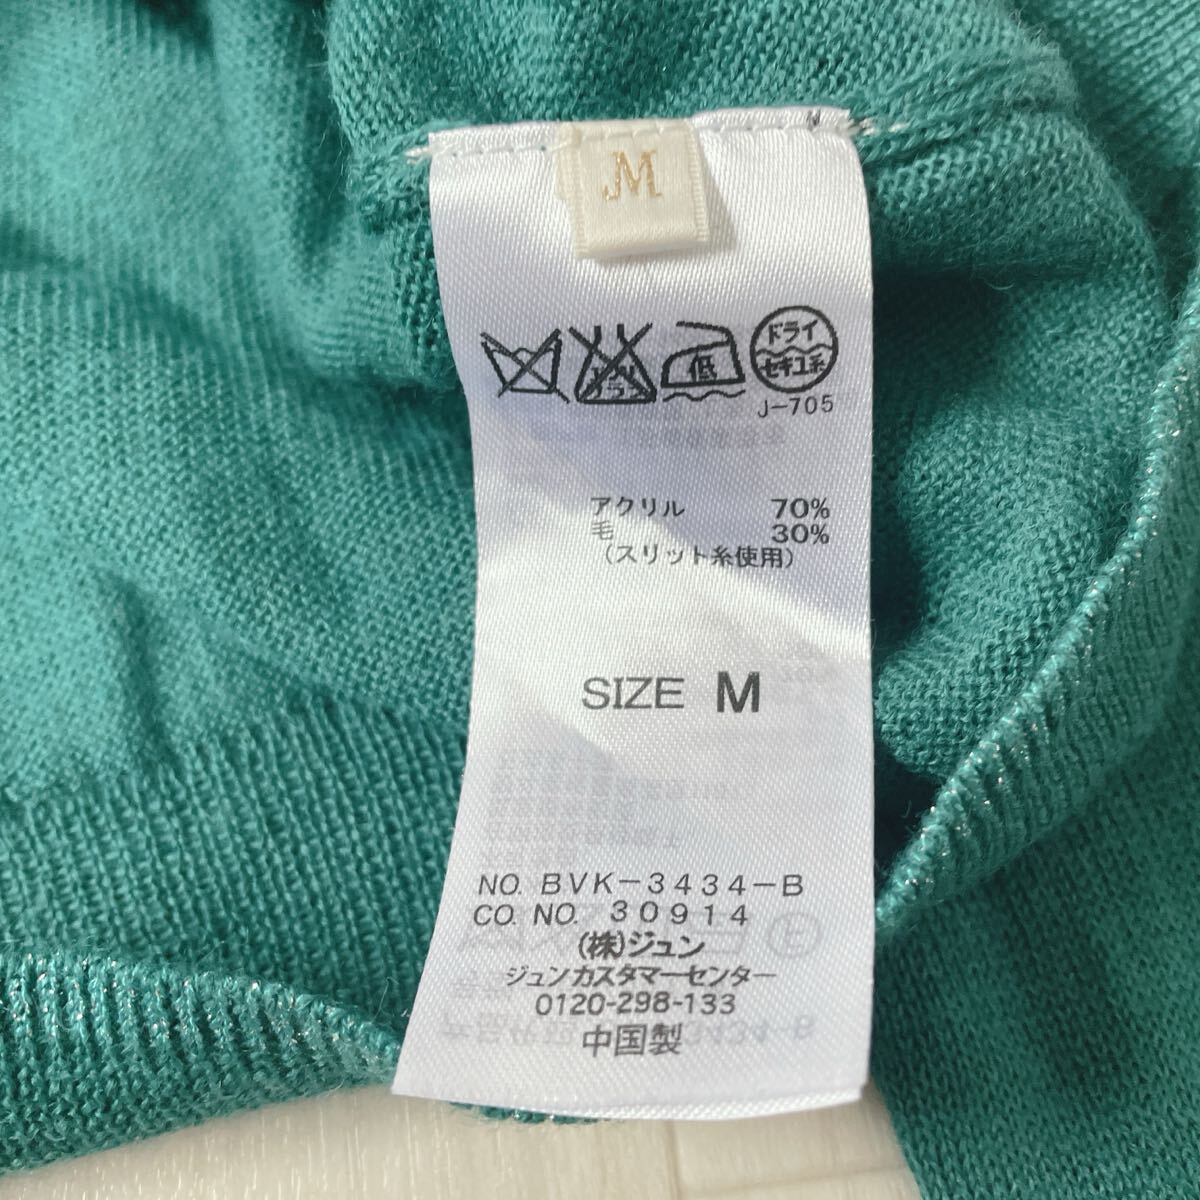 M
低
ドライ
セキユ系
J-705
アクリル 70%
毛 30%
(スリット糸使用)
SIZE M
NO. BVK-3434-B
CO. NO. 30914
(株)ジュン
ジュンカスタマーセンター
0120-298-133
中国製